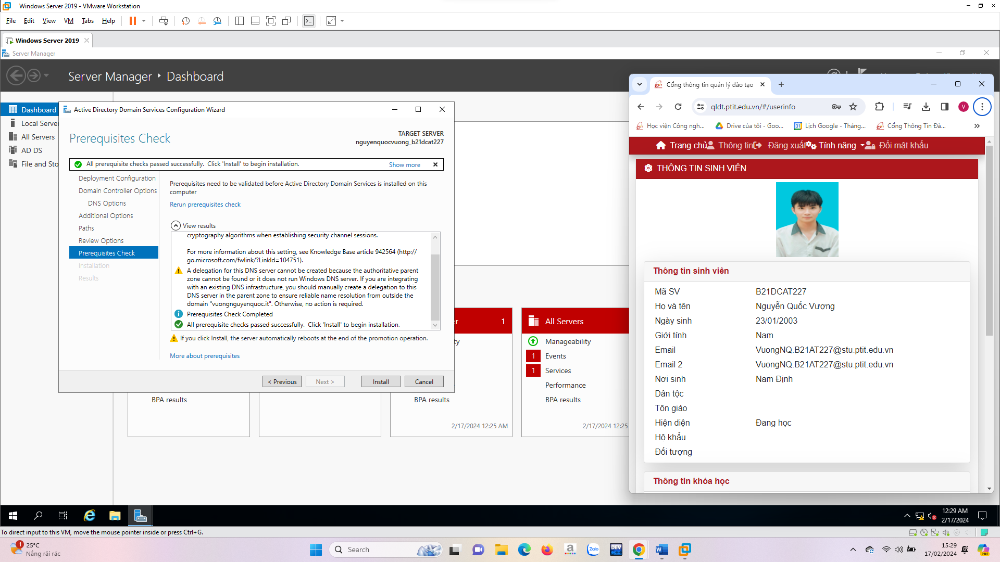 Windows Server 2019 - VMware Workstation
File Edit View VM Tabs Help
Windows Server 2019
Server Manager
Server Manager Dashboard
Dashboard
Local Server
All Servers
AD DS
File and Sto
Active Directory Domain Services Configuration Wizard
Prerequisites Check
TARGET SERVER
nguyenquocvuong_b21dcat227
All prerequisite checks passed successfully. Click 'Install' to begin installation.
Show more
Deployment Configuration
Domain Controller Options
DNS Options
Additional Options
Paths
Review Options
Prerequisites Check
Installation
Results
Prerequisites need to be validated before Active Directory Domain Services is installed on this
computer
Rerun prerequisites check
View results
cryptography algorithms when establishing security channel sessions.
For more information about this setting, see Knowledge Base article 942564 (http://
go.microsoft.com/fwlink/?LinkId=104751).
A delegation for this DNS server cannot be created because the authoritative parent
zone cannot be found or it does not run Windows DNS server. If you are integrating
with an existing DNS infrastructure, you should manually create a delegation to this
DNS server in the parent zone to ensure reliable name resolution from outside the
domain "vuongnguyenquoc.it". Otherwise, no action is required.
Prerequisites Check Completed
All prerequisite checks passed successfully. Click 'Install' to begin installation.
If you click Install, the server automatically reboots at the end of the promotion operation.
More about prerequisites
< Previous
Next >
Install
Cancel
BPA results
er 1
ty
BPA results
2/17/2024 12:25 AM
All Servers
Manageability
1 Events
1 Services
Performance
BPA results
2/17/2024 12:25
Cổng thông tin quản lý đào tạo
qldt.ptit.edu.vn/#/userinfo
V
Học viện Công ngh...
Drive của tôi - Goo...
31 Lịch Google - Tháng...
Cổng Thông Tin Đà...
Trang chủ Thông tin Đăng xuất Tính năng Đổi mật khẩu
THÔNG TIN SINH VIÊN
Thông tin sinh viên
Mã SV B21DCAT227
Họ và tên Nguyễn Quốc Vượng
Ngày sinh 23/01/2003
Giới tính Nam
Email VuongNQ.B21AT227@stu.ptit.edu.vn
Email 2 VuongNQ.B21AT227@stu.ptit.edu.vn
Nơi sinh Nam Định
Dân tộc
Tôn giáo
Hiện diện Đang học
Hộ khẩu
Đối tượng
Thông tin khóa học
12:29 AM
2/17/2024
To direct input to this VM, move the mouse pointer inside or press Ctrl+G.
1
25°C
Nắng rải rác
Search
a
Zalo
DEV
W
15:29
17/02/2024
PRE